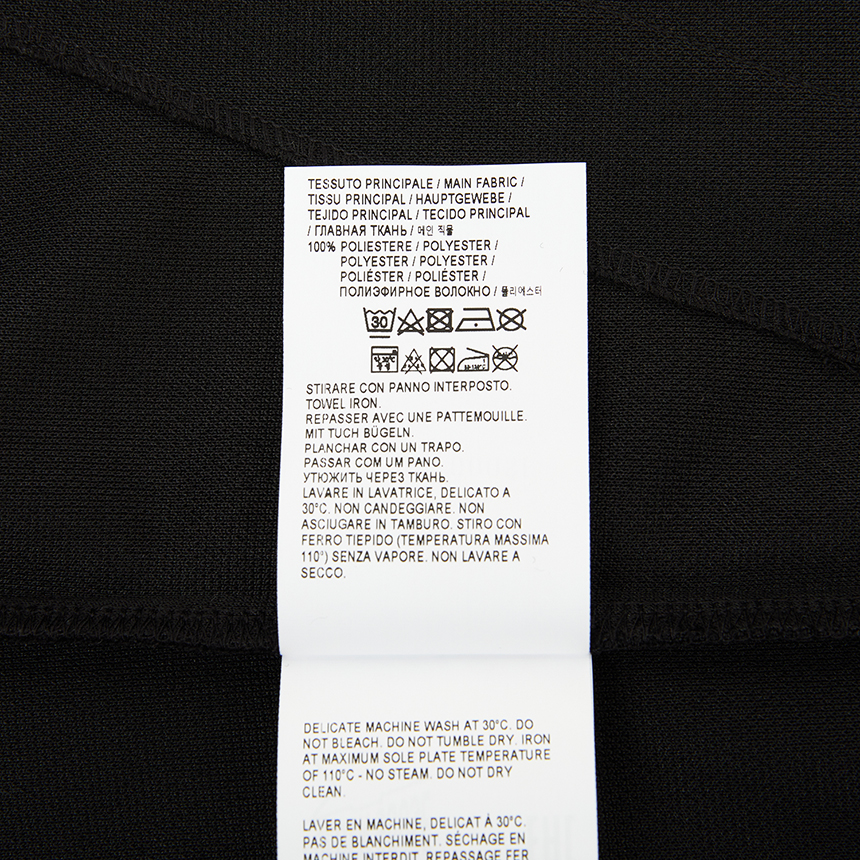 TESSUTO PRINCIPALE / MAIN FABRIC /
TISSU PRINCIPAL / HAUPTGEWEBE /
TEJIDO PRINCIPAL / TECIDO PRINCIPAL
/ ГЛАВНАЯ ТКАНЬ / 메인 직물
100% POLIESTERE / POLYESTER /
POLYESTER / POLYESTER /
POLIÉSTER / POLIÉSTER /
ПОЛИЭФИРНОЕ ВОЛОКНО / 폴리에스터
30
STIRARE CON PANNO INTERPOSTO.
TOWEL IRON.
REPASSER AVEC UNE PATTEMOUILLE.
MIT TUCH BÜGELN.
PLANCHAR CON UN TRAPO.
PASSAR COM UM PANO.
УТЮЖИТЬ ЧЕРЕЗ ТКАНЬ.
LAVARE IN LAVATRICE, DELICATO A
30°C. NON CANDEGGIARE. NON
ASCIUGARE IN TAMBURO. STIRO CON
FERRO TIEPIDO (TEMPERATURA MASSIMA
110°) SENZA VAPORE. NON LAVARE A
SECCO.
DELICATE MACHINE WASH AT 30°C. DO
NOT BLEACH. DO NOT TUMBLE DRY. IRON
AT MAXIMUM SOLE PLATE TEMPERATURE
OF 110°C - NO STEAM. DO NOT DRY
CLEAN.
LAVER EN MACHINE, DELICAT À 30°C.
PAS DE BLANCHIMENT. SÉCHAGE EN
MACHINE INTERDIT. REPASSAGE FER